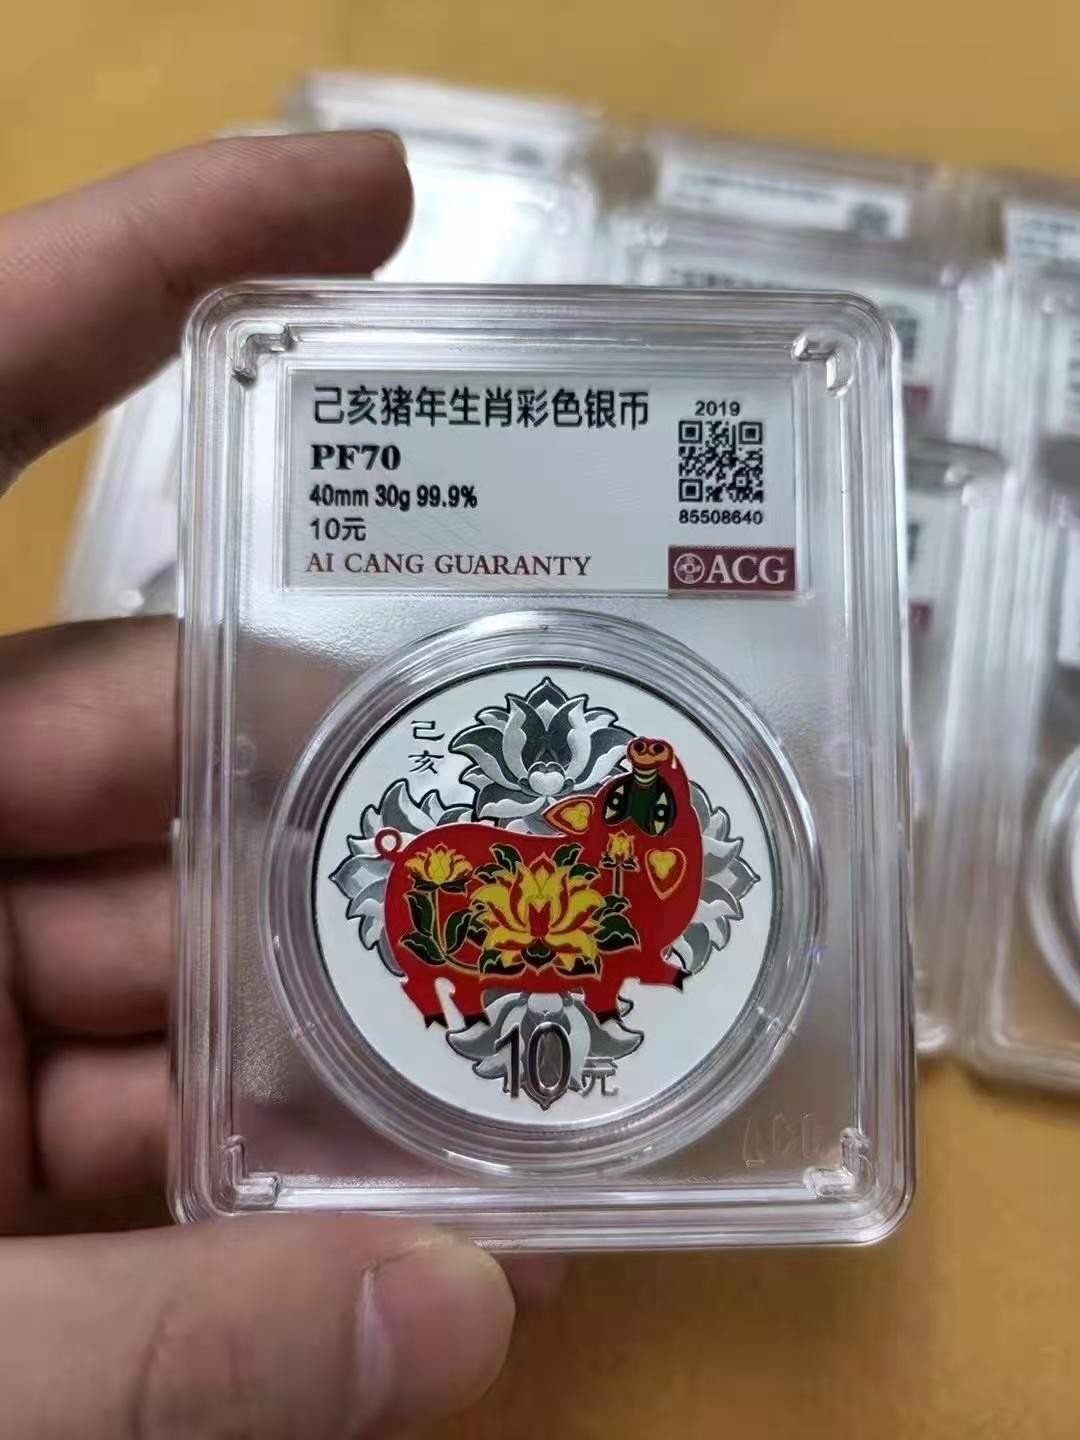 己亥猪年生肖彩色银币
PF70
40mm 30g 99.9%
10元
AI CANG GUARANTY
2019
85508640
ACG
己亥
10元